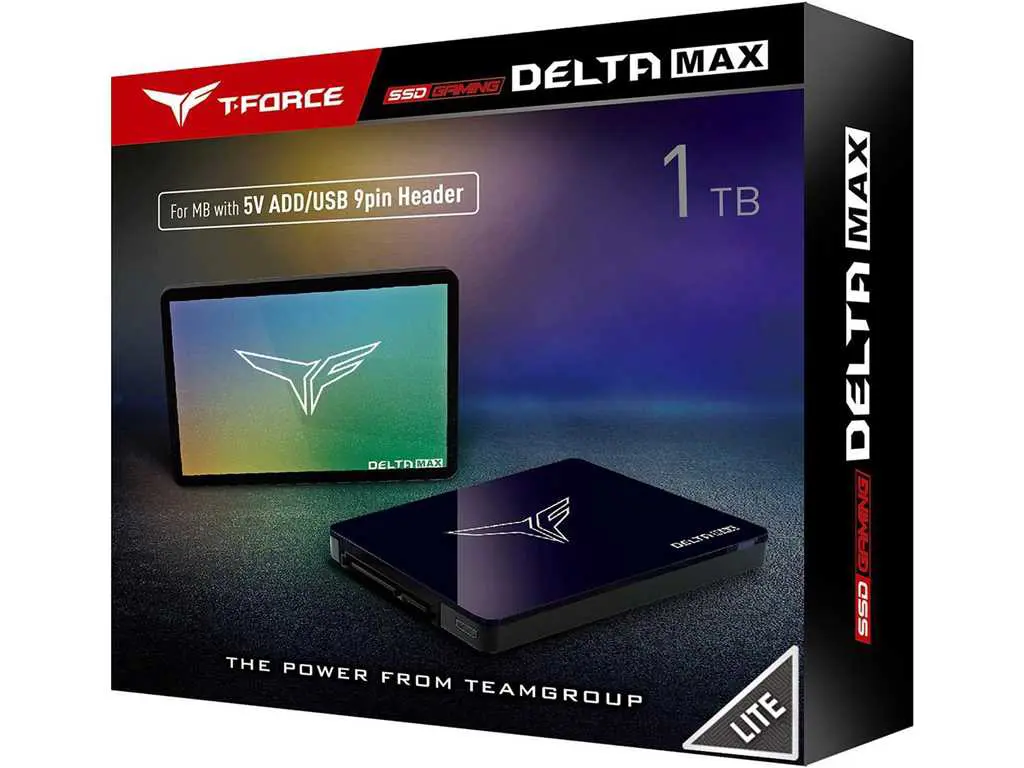 T-FORCE
SSD GAMING DELTA MAX
1 TB
For MB with 5V ADD/USB 9pin Header
DELTA MAX
DELTA MAX
THE POWER FROM TEAMGROUP
LITE
SSD GAMING DELTA MAX